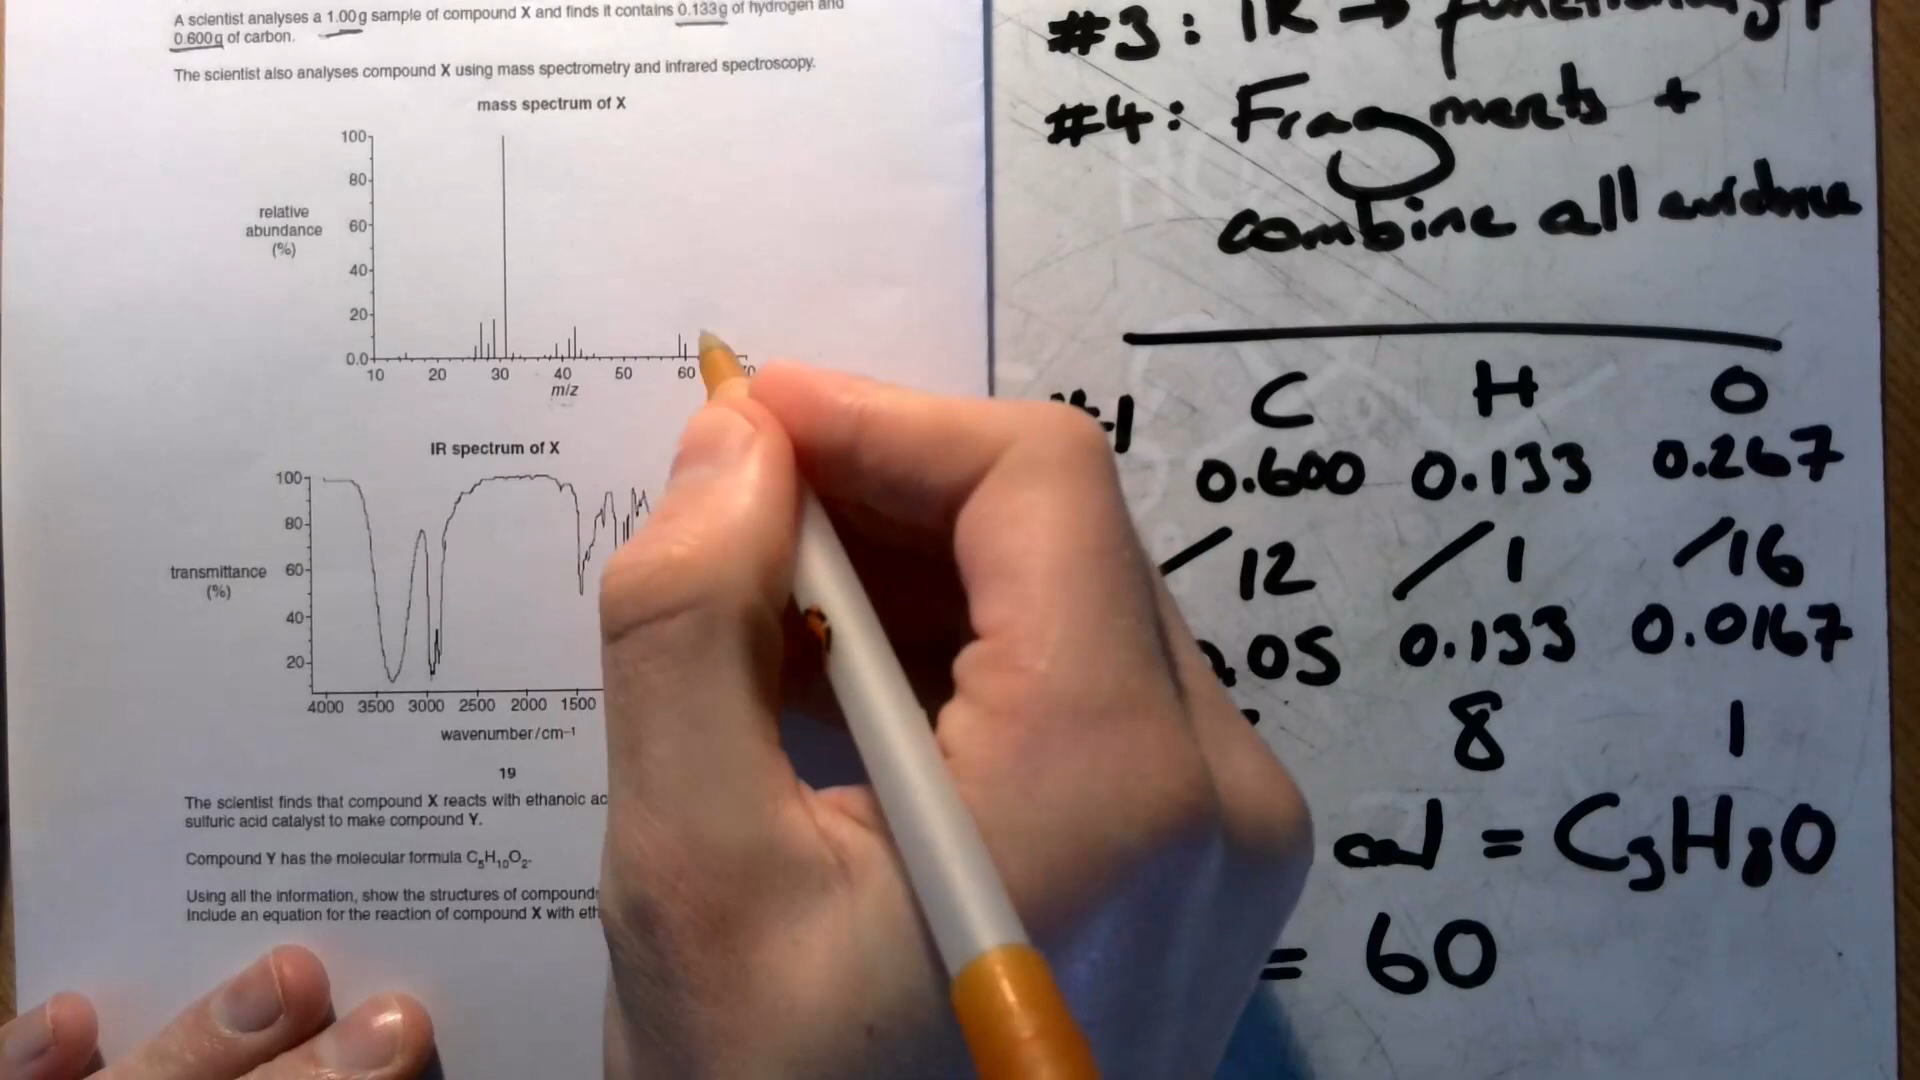 A scientist analyses a 1.00g sample of compound X and finds it contains 0.133g of hydrogen and
0.600g of carbon.
The scientist also analyses compound X using mass spectrometry and infrared spectroscopy.
mass spectrum of X
100
80
relative
abundance
(%)
60
40
20
0.0
10 20 30 40 50 60
m/z
IR spectrum of X
100
80
transmittance
(%)
60
40
20
4000 3500 3000 2500 2000 1500
wavenumber/cm⁻¹
19
The scientist finds that compound X reacts with ethanoic ac
sulfuric acid catalyst to make compound Y.
Compound Y has the molecular formula C₅H₁₀O₂.
Using all the information, show the structures of compound
Include an equation for the reaction of compound X with eth
#3: IR →
#4: Fragments +
combine all evidence
#1 C H O
0.600 0.133 0.267
/12 /1 /16
.05 0.133 0.0167
8 1
cal = C₃H₈O
= 60